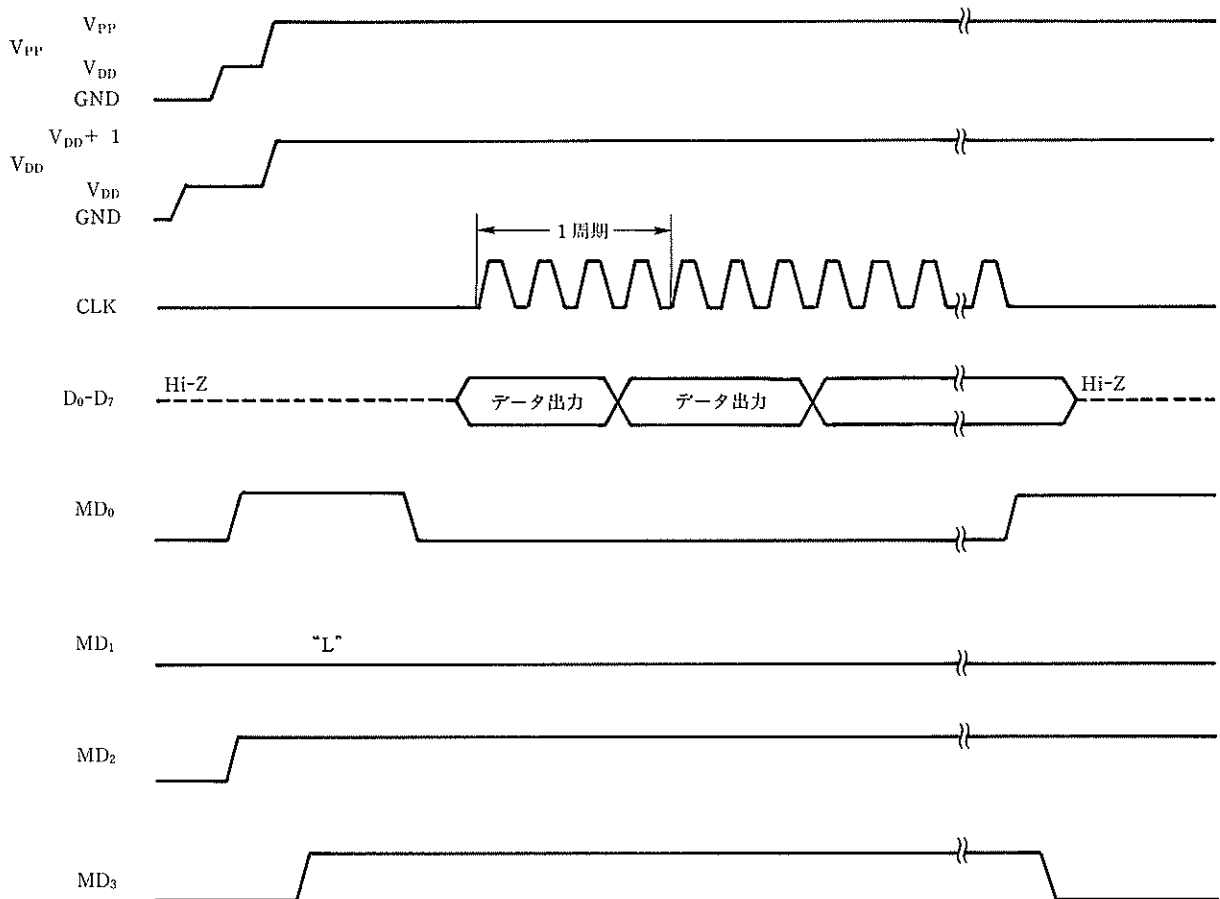 V_PP
V_PP
V_DD
GND
V_DD + 1
V_DD
V_DD
GND
1 周期
CLK
Hi-Z
D₀-D₇
データ出力
データ出力
Hi-Z
MD₀
MD₁
"L"
MD₂
MD₃